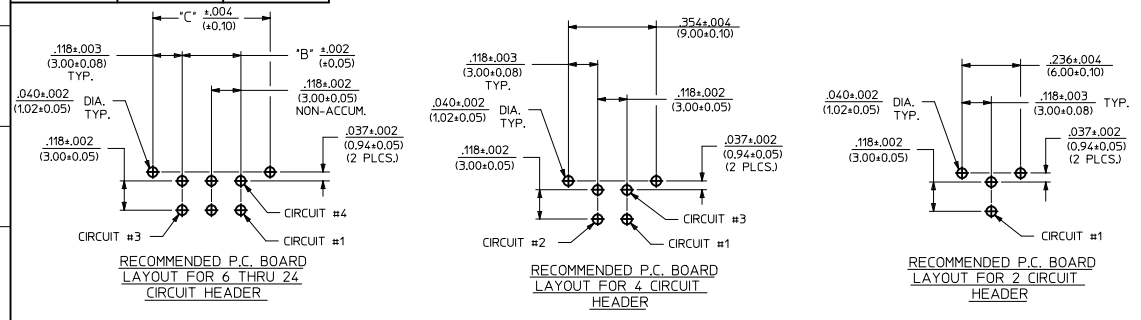 "C" ±.004
(±0.10)
.118±.003
(3.00±0.08)
TYP.
"B" ±.002
(±0.05)
.118±.002
(3.00±0.05)
NON-ACCUM.
.040±.002
(1.02±0.05)
DIA.
TYP.
.037±.002
(0,94±0.05)
(2 PLCS.)
.118±.002
(3.00±0.05)
CIRCUIT #4
CIRCUIT #3
CIRCUIT #1
RECOMMENDED P.C. BOARD
LAYOUT FOR 6 THRU 24
CIRCUIT HEADER
.354±.004
(9.00±0.10)
.118±.003
(3.00±0.08)
TYP.
.118±.002
(3.00±0.05)
.040±.002
(1.02±0.05)
DIA.
TYP.
.037±.002
(0,94±0.05)
(2 PLCS.)
.118±.002
(3.00±0.05)
CIRCUIT #3
CIRCUIT #2
CIRCUIT #1
RECOMMENDED P.C. BOARD
LAYOUT FOR 4 CIRCUIT
HEADER
.236±.004
(6.00±0.10)
.040±.002
(1.02±0.05)
DIA.
TYP.
.118±.003
(3.00±0.08)
TYP.
.037±.002
(0,94±0.05)
(2 PLCS.)
.118±.002
(3.00±0.05)
CIRCUIT #1
RECOMMENDED P.C. BOARD
LAYOUT FOR 2 CIRCUIT
HEADER